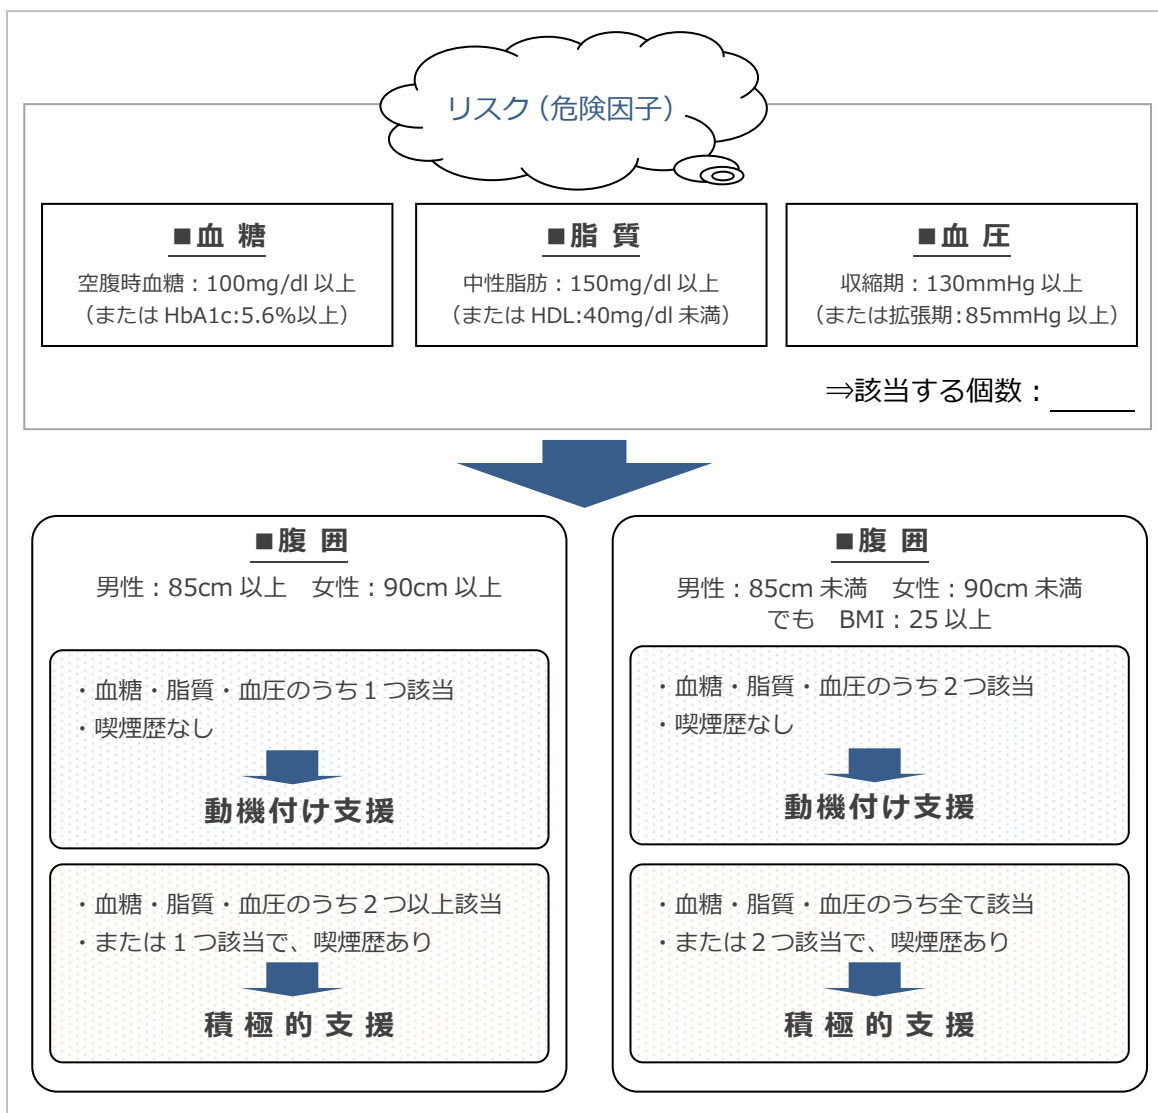 リスク（危険因子）
■血 糖
空腹時血糖：100mg/dl 以上
（または HbA1c:5.6%以上）
■脂 質
中性脂肪：150mg/dl 以上
（または HDL:40mg/dl 未満）
■血 圧
収縮期：130mmHg 以上
（または拡張期：85mmHg 以上）
⇒該当する個数：
■腹 囲
男性：85cm 以上　女性：90cm 以上
・血糖・脂質・血圧のうち１つ該当
・喫煙歴なし
動機付け支援
・血糖・脂質・血圧のうち２つ以上該当
・または１つ該当で、喫煙歴あり
積 極 的 支 援
■腹 囲
男性：85cm 未満　女性：90cm 未満
でも　BMI：25 以上
・血糖・脂質・血圧のうち２つ該当
・喫煙歴なし
動機付け支援
・血糖・脂質・血圧のうち全て該当
・または２つ該当で、喫煙歴あり
積 極 的 支 援